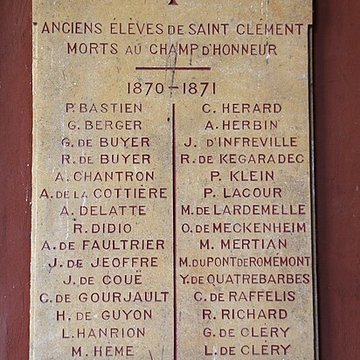 ANCIENS ÉLÈVES DE SAINT CLÉMENT
MORTS AU CHAMP D'HONNEUR
1870-1871
P. BASTIEN
G. BERGER
G. DE BUYER
R. DE BUYER
A. CHANTRON
A. DE LA COTTIÈRE
A. DELATTE
R. DIDIO
A. DE FAULTRIER
J. DE JEOFFRE
J. DE COUË
C. DE GOURJAULT
H. DE GUYON
L. HANRION
M. HEME
C. HERARD
A. HERBIN
J. D'INFREVILLE
R. DE KEGARADEC
P. KLEIN
P. LACOUR
M. DE LARDEMELLE
O. DE MECKENHEIM
M. MERTIAN
M. DU PONT DE ROMÉMONT
Y. DE QUATREBARBES
C. DE RAFFELIS
R. RICHARD
G. DE CLÉRY
L. DE CLÉRY